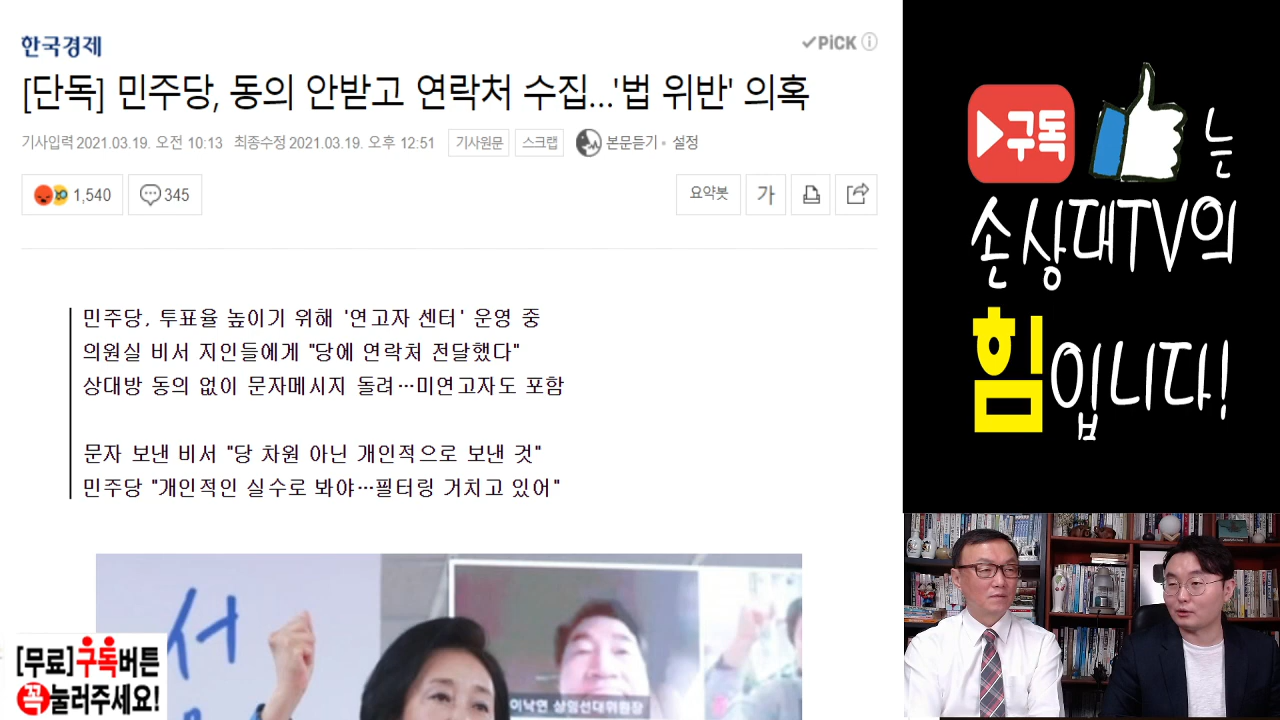 한국경제
✓PiCK ⓘ
[단독] 민주당, 동의 안받고 연락처 수집…'법 위반' 의혹
기사입력 2021.03.19. 오전 10:13 최종수정 2021.03.19. 오후 12:51 기사원문 스크랩 본문듣기 · 설정
1,540 345 요약봇 가
민주당, 투표율 높이기 위해 '연고자 센터' 운영 중
의원실 비서 지인들에게 "당에 연락처 전달했다"
상대방 동의 없이 문자메시지 돌려…미연고자도 포함
문자 보낸 비서 "당 차원 아닌 개인적으로 보낸 것"
민주당 "개인적인 실수로 봐야…필터링 거치고 있어"
서
이낙연 상임선대위원장
[무료]구독버튼
꼭눌러주세요!
구독 는
손상대TV의
힘입니다!